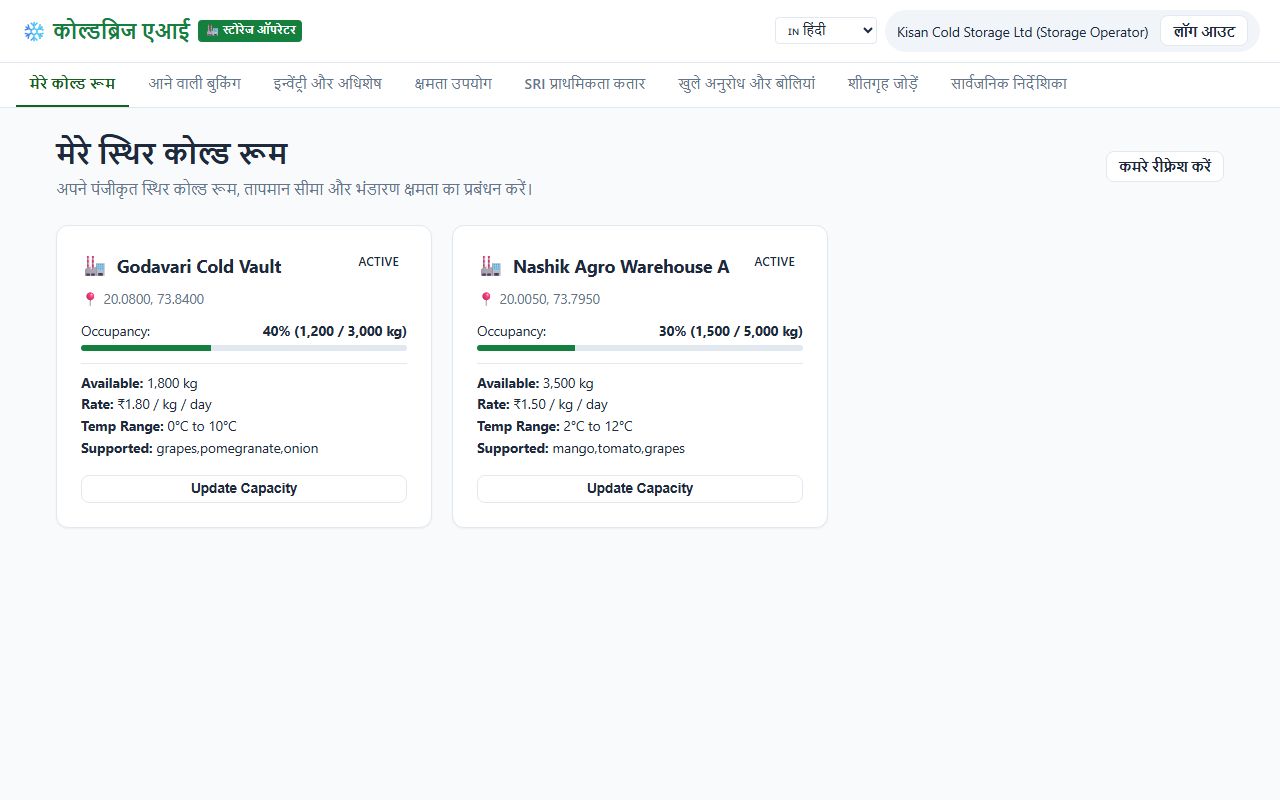 कोल्डब्रिज एआई
स्टोरेज ऑपरेटर
IN हिंदी
Kisan Cold Storage Ltd (Storage Operator)
लॉग आउट
मेरे कोल्ड रूम
आने वाली बुकिंग
इन्वेंट्री और अधिशेष
क्षमता उपयोग
SRI प्राथमिकता कतार
खुले अनुरोध और बोलियां
शीतगृह जोड़ें
सार्वजनिक निर्देशिका
मेरे स्थिर कोल्ड रूम
अपने पंजीकृत स्थिर कोल्ड रूम, तापमान सीमा और भंडारण क्षमता का प्रबंधन करें।
कमरे रीफ्रेश करें
Godavari Cold Vault
ACTIVE
20.0800, 73.8400
Occupancy: 40% (1,200 / 3,000 kg)
Available: 1,800 kg
Rate: ₹1.80 / kg / day
Temp Range: 0°C to 10°C
Supported: grapes,pomegranate,onion
Update Capacity
Nashik Agro Warehouse A
ACTIVE
20.0050, 73.7950
Occupancy: 30% (1,500 / 5,000 kg)
Available: 3,500 kg
Rate: ₹1.50 / kg / day
Temp Range: 2°C to 12°C
Supported: mango,tomato,grapes
Update Capacity